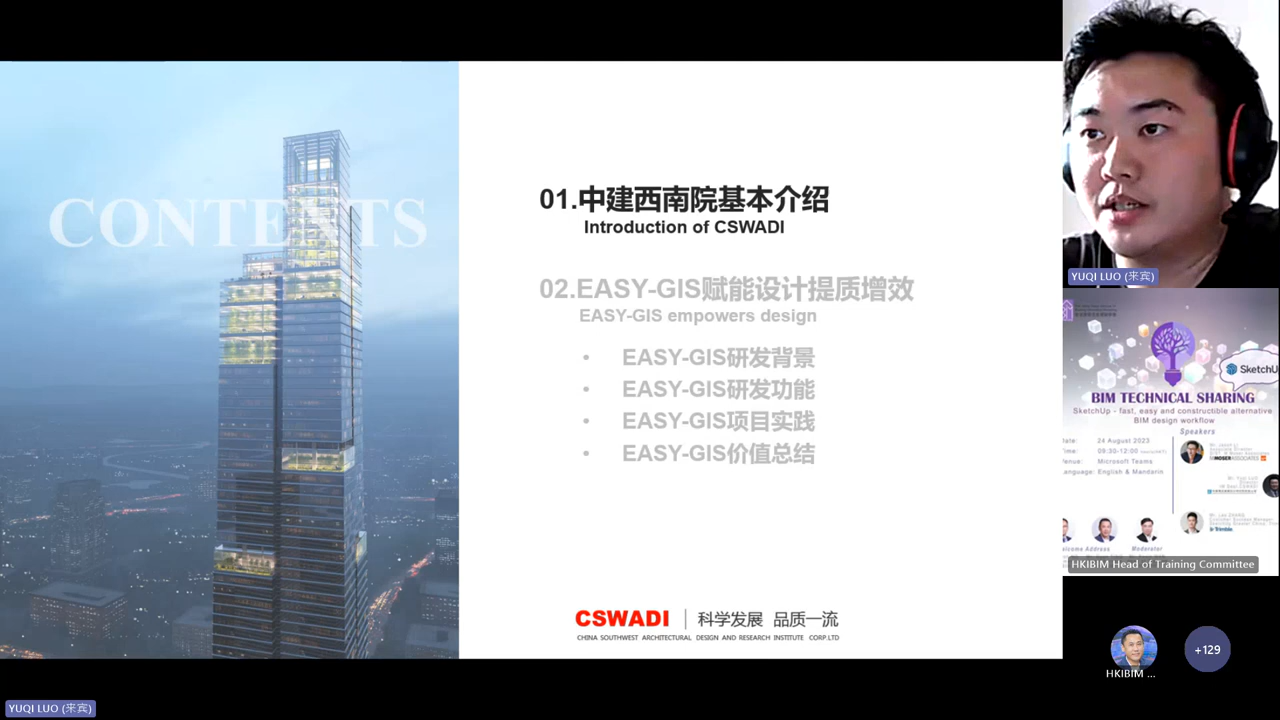 CONTENTS
01.中建西南院基本介绍
Introduction of CSWADI
02.EASY-GIS赋能设计提质增效
EASY-GIS empowers design
• EASY-GIS研发背景
• EASY-GIS研发功能
• EASY-GIS项目实践
• EASY-GIS价值总结
CSWADI | 科学发展 品质一流
CHINA SOUTHWEST ARCHITECTURAL DESIGN AND RESEARCH INSTITUTE CORP.LTD
YUQI LUO (来宾)
YUQI LUO (来宾)
SketchU
BIM TECHNICAL SHARING
SketchUp - fast, easy and constructible alternative
BIM design workflow
Speakers
24 August 2023
09:30-12:00
Microsoft Teams
English & Mandarin
Moderator
HKIBIM Head of Training Committee
HKIBIM ...
+129